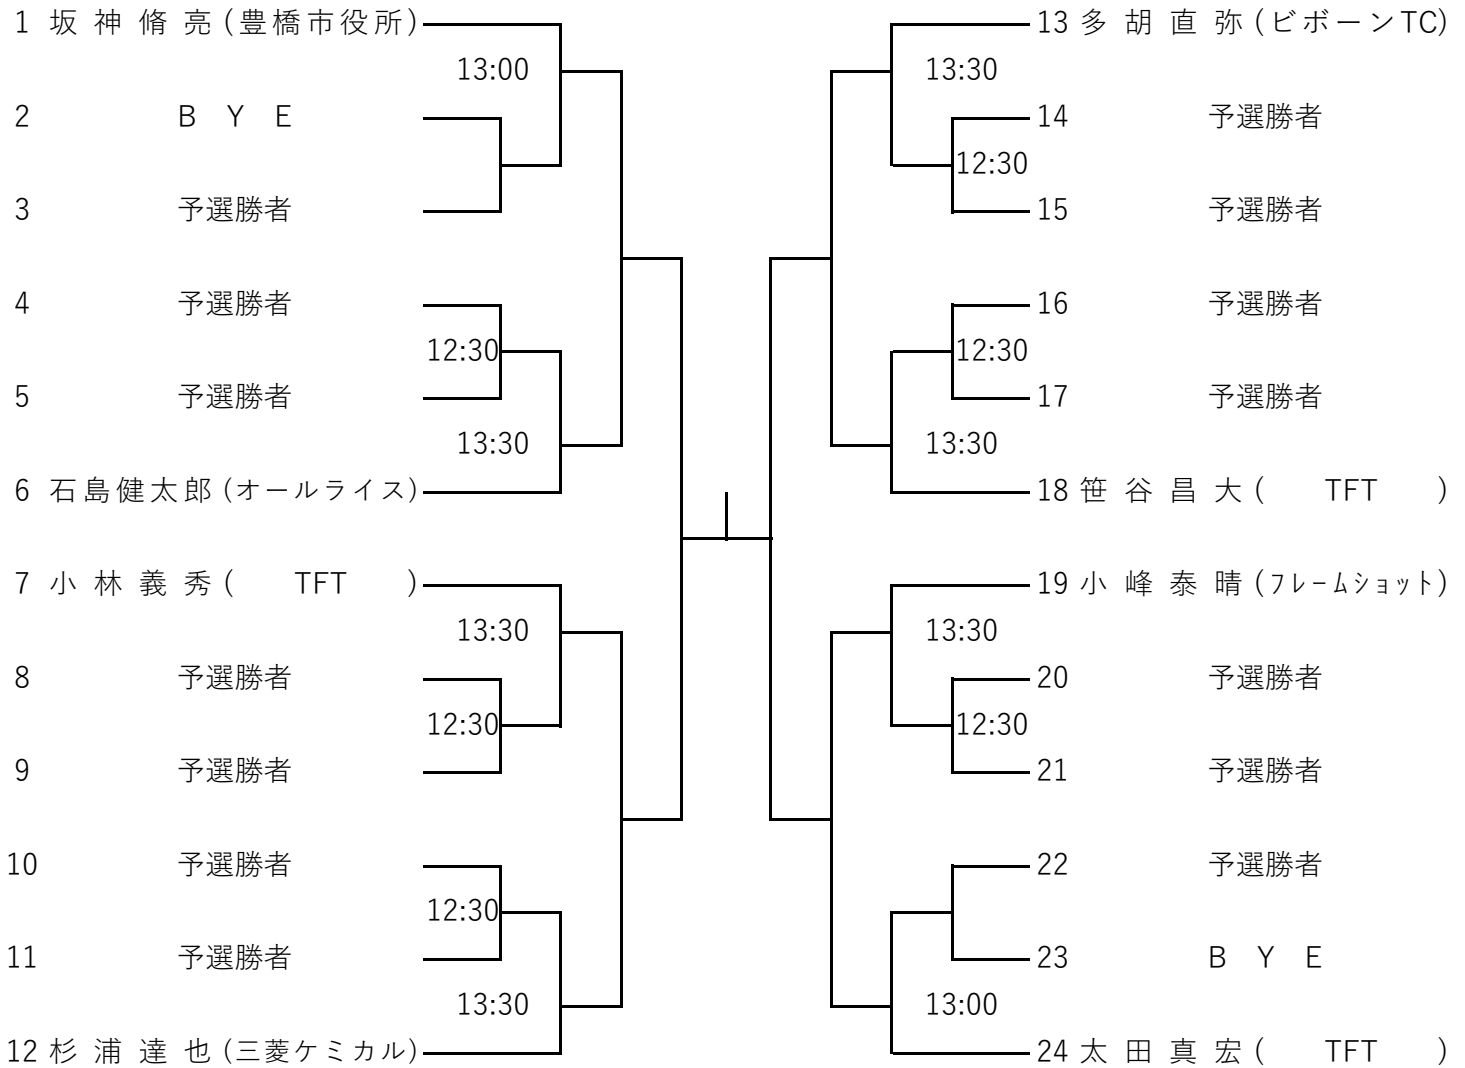 1 坂神脩亮(豊橋市役所)
13:00
2 BYE
3 予選勝者
4 予選勝者
12:30
5 予選勝者
13:30
6 石島健太郎(オールライス)
7 小林義秀(TFT)
13:30
8 予選勝者
12:30
9 予選勝者
10 予選勝者
12:30
11 予選勝者
13:30
12 杉浦達也(三菱ケミカル)
13 多胡直弥(ビボーンTC)
13:30
14 予選勝者
12:30
15 予選勝者
16 予選勝者
12:30
17 予選勝者
13:30
18 笹谷昌大(TFT)
19 小峰泰晴(フレームショット)
13:30
20 予選勝者
12:30
21 予選勝者
22 予選勝者
23 BYE
13:00
24 太田真宏(TFT)